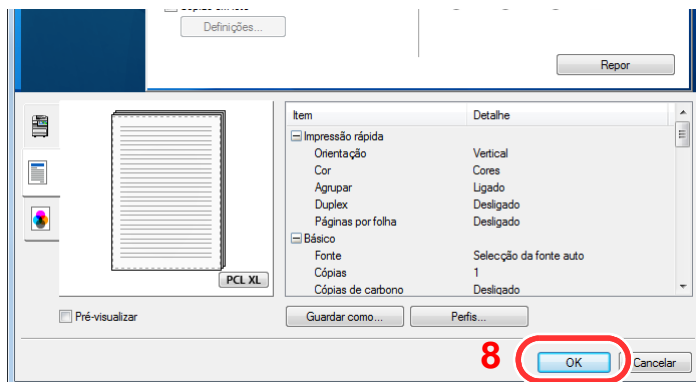 Definições...
Repor
Item Detalhe
Impressão rápida
Orientação Vertical
Cor Cores
Agrupar Ligado
Duplex Desligado
Páginas por folha Desligado
Básico
Fonte Selecção da fonte auto
Cópias 1
Cópias de carbono Desligado
PCL XL
Pré-visualizar
Guardar como... Perfis...
8 OK Cancelar